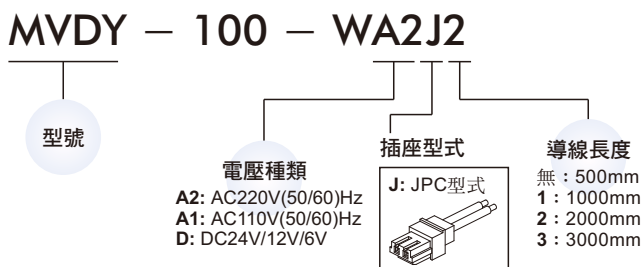 MVDY － 100 － WA2J2
型號
電壓種類
A2: AC220V(50/60)Hz
A1: AC110V(50/60)Hz
D: DC24V/12V/6V
插座型式
J: JPC型式
導線長度
無：500mm
1：1000mm
2：2000mm
3：3000mm